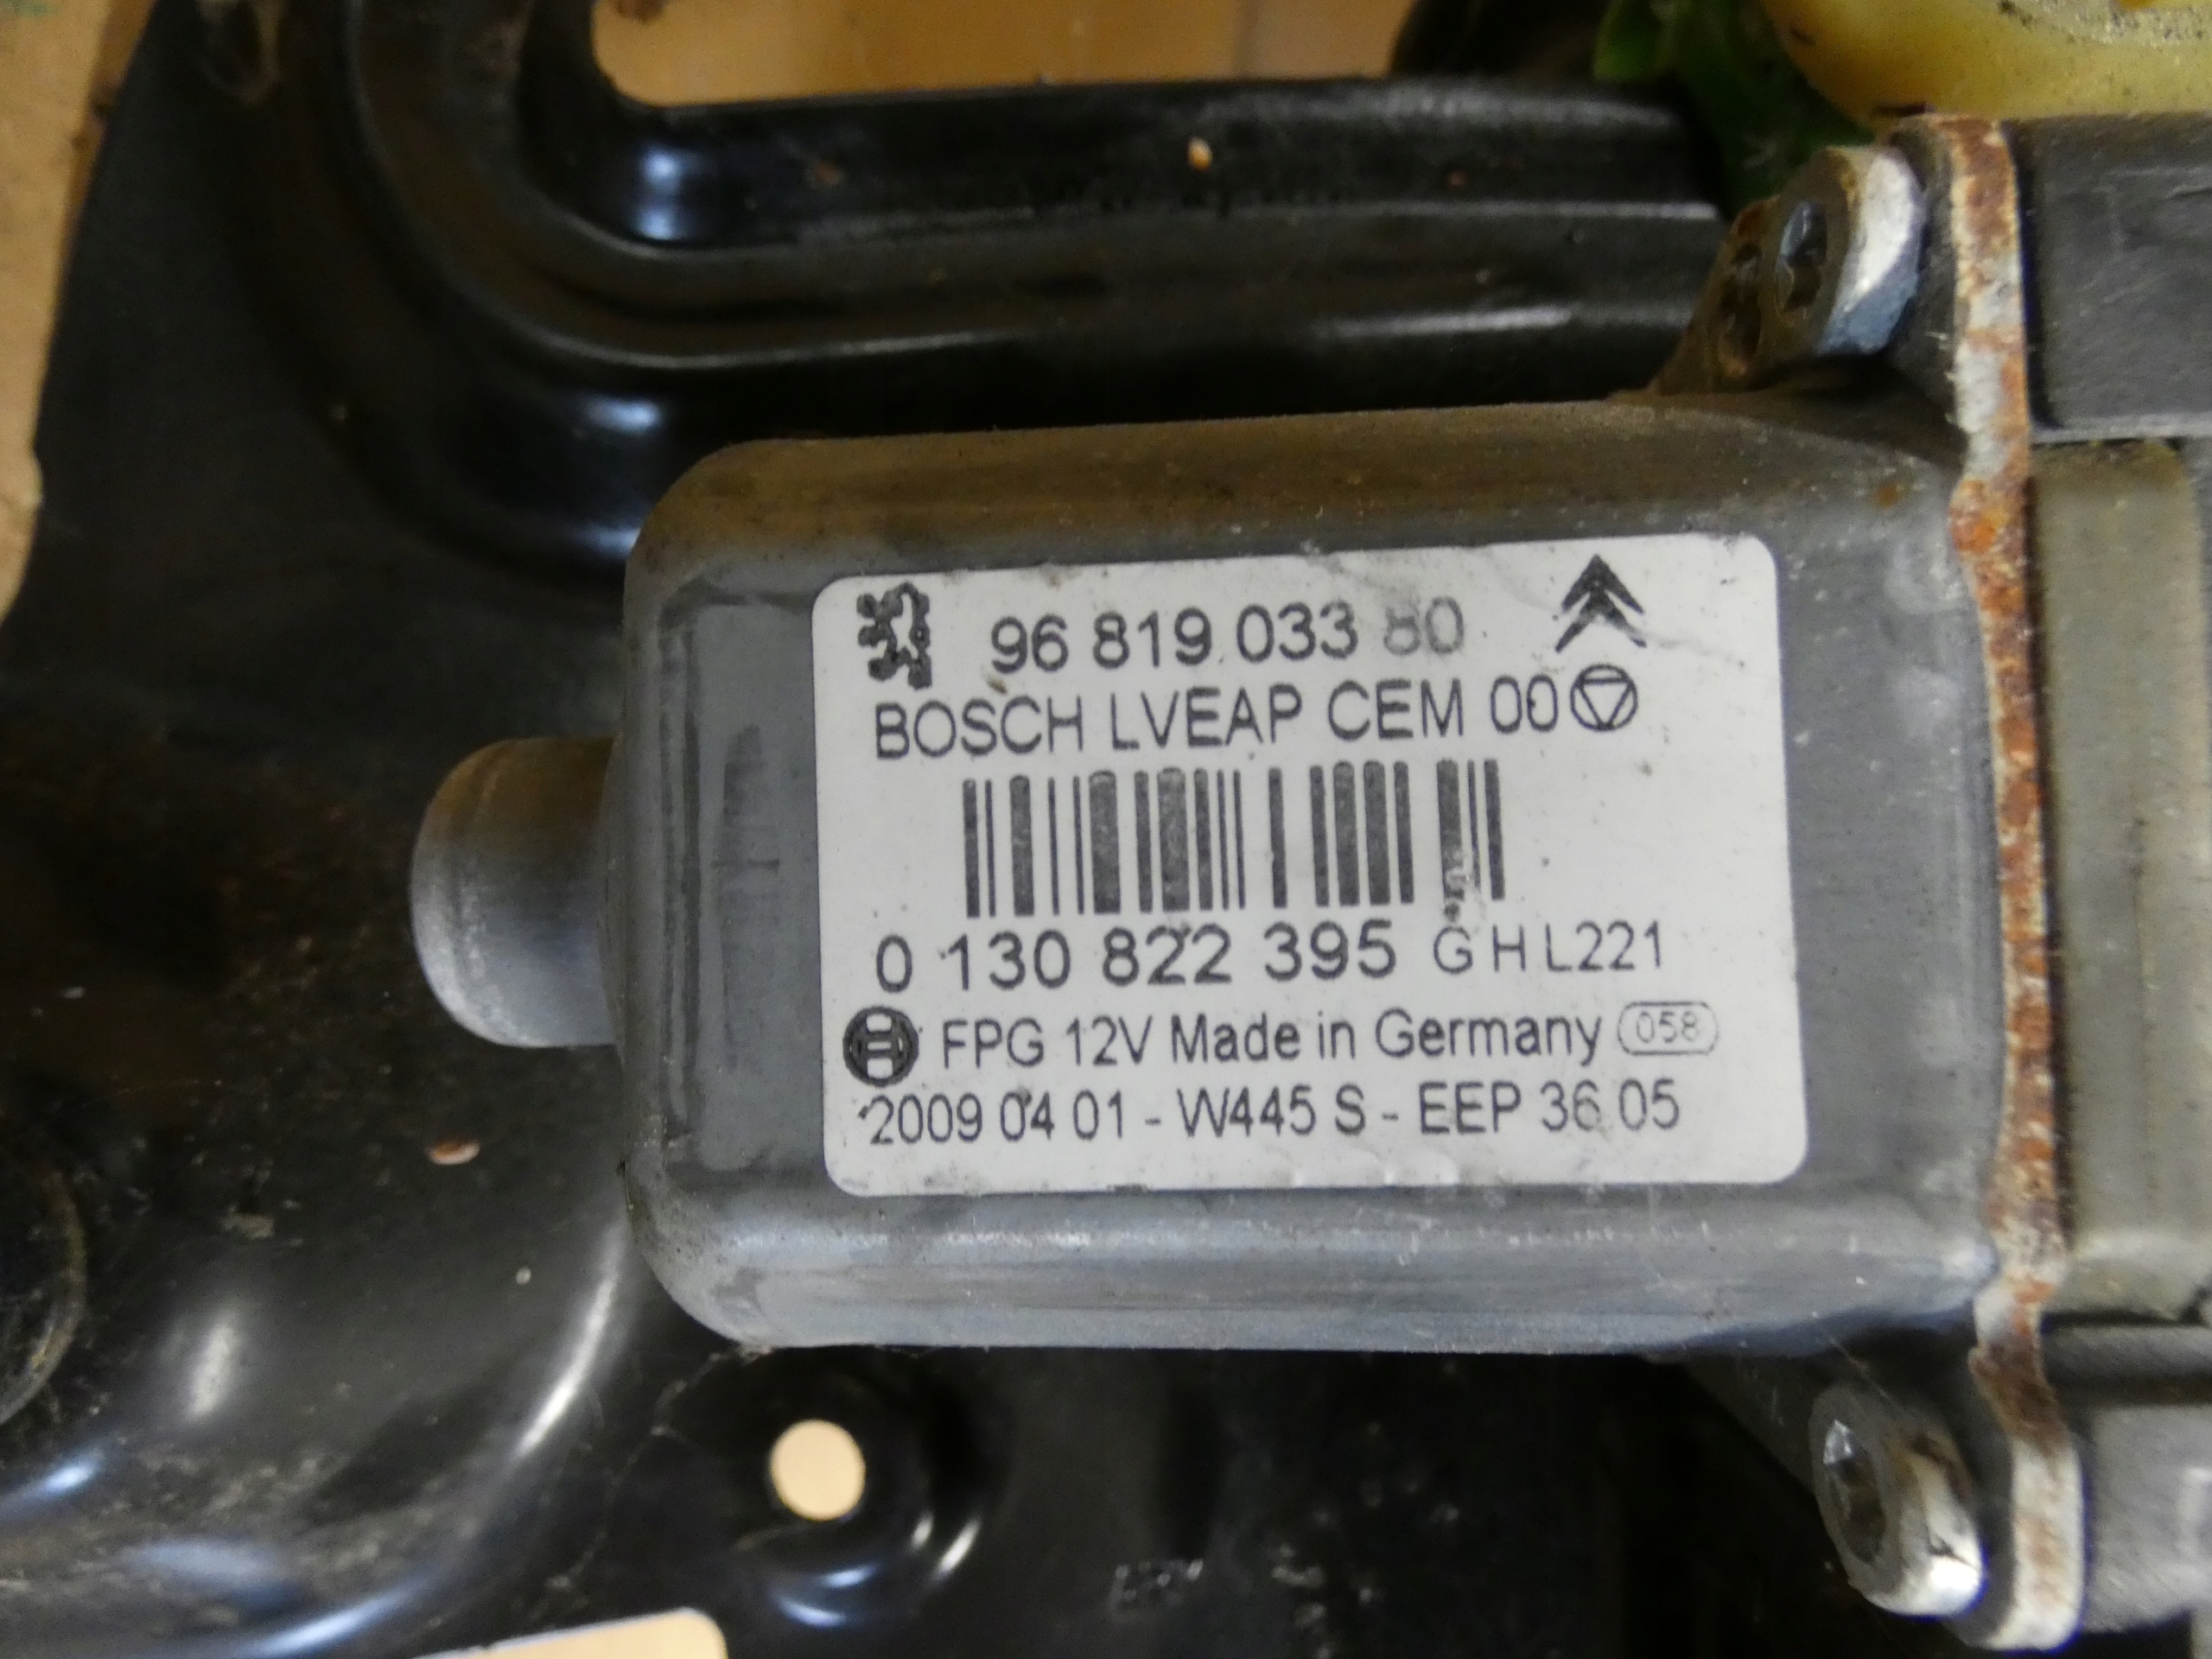 96 819 033 80
BOSCH LVEAP CEM 00
0 130 822 395 G H L221
FPG 12V Made in Germany 058
2009 04 01 - W445 S - EEP 36 05